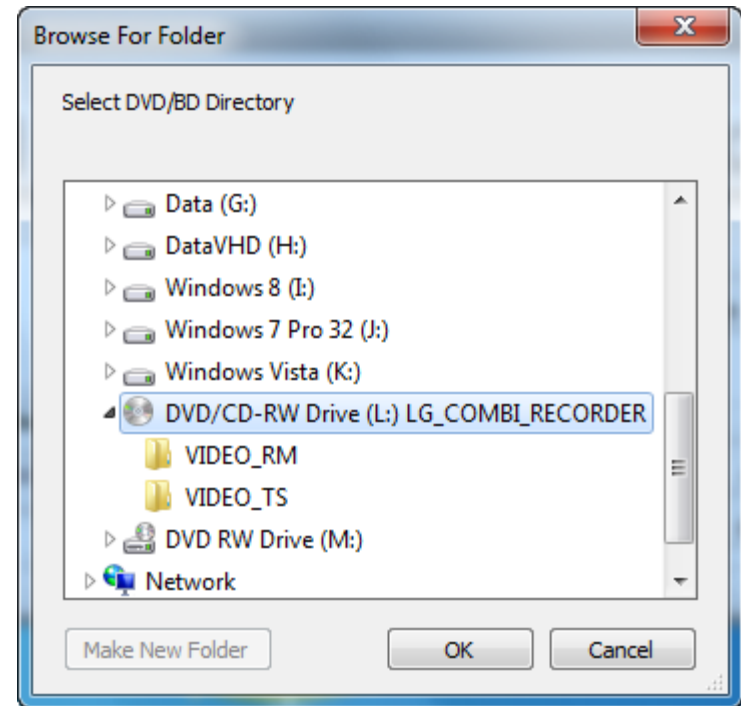 Browse For Folder
Select DVD/BD Directory
Data (G:)
DataVHD (H:)
Windows 8 (I:)
Windows 7 Pro 32 (J:)
Windows Vista (K:)
DVD/CD-RW Drive (L:) LG_COMBI_RECORDER
VIDEO_RM
VIDEO_TS
DVD RW Drive (M:)
Network
Make New Folder
OK
Cancel